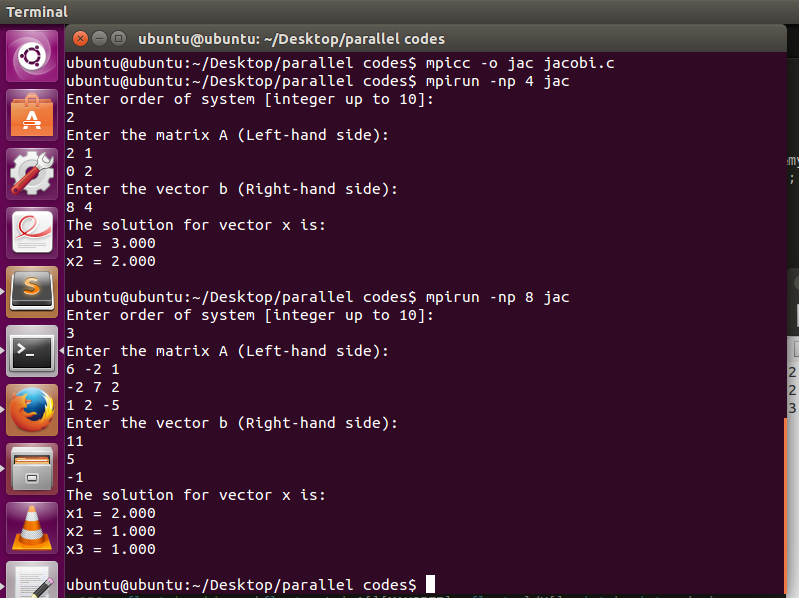 Terminal
ubuntu@ubuntu: ~/Desktop/parallel codes
ubuntu@ubuntu:~/Desktop/parallel codes$ mpicc -o jac jacobi.c
ubuntu@ubuntu:~/Desktop/parallel codes$ mpirun -np 4 jac
Enter order of system [integer up to 10]:
2
Enter the matrix A (Left-hand side):
2 1
0 2
Enter the vector b (Right-hand side):
8 4
The solution for vector x is:
x1 = 3.000
x2 = 2.000
ubuntu@ubuntu:~/Desktop/parallel codes$ mpirun -np 8 jac
Enter order of system [integer up to 10]:
3
Enter the matrix A (Left-hand side):
6 -2 1
-2 7 2
1 2 -5
Enter the vector b (Right-hand side):
11
5
-1
The solution for vector x is:
x1 = 2.000
x2 = 1.000
x3 = 1.000
ubuntu@ubuntu:~/Desktop/parallel codes$
2
2
3